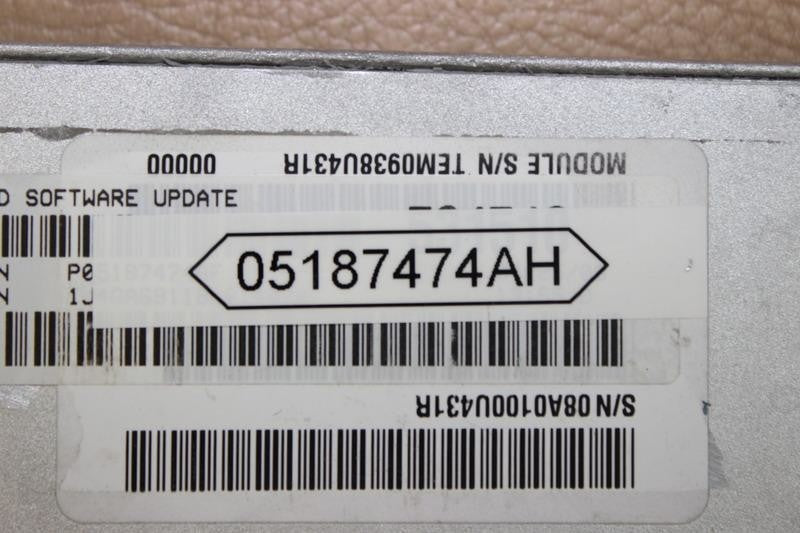 MODULE S/N TEM0938U431R 00000
D SOFTWARE UPDATE
05187474AH
N P0
N 1J
S/N 08A0100U431R